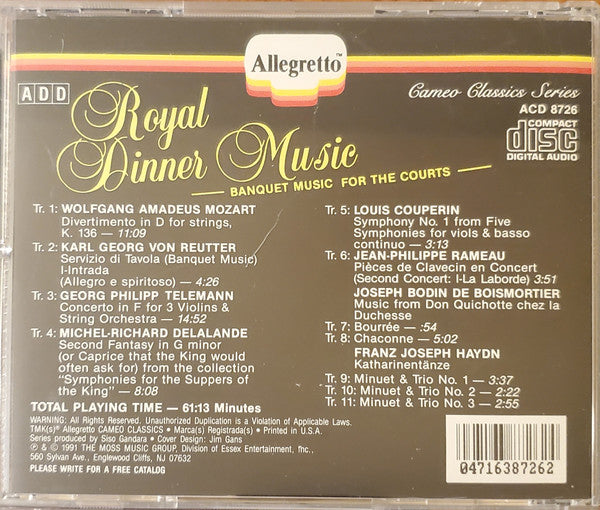 Allegretto™
ADD
Cameo Classics Series
ACD 8726
COMPACT
disc
DIGITAL AUDIO
Royal
Dinner Music
BANQUET MUSIC FOR THE COURTS
Tr. 1: WOLFGANG AMADEUS MOZART
Divertimento in D for strings,
K. 136 — 11:09
Tr. 2: KARL GEORG VON REUTTER
Servizio di Tavola (Banquet Music)
I-Intrada
(Allegro e spiritoso) — 4:26
Tr. 3: GEORG PHILIPP TELEMANN
Concerto in F for 3 Violins &
String Orchestra — 14:52
Tr. 4: MICHEL-RICHARD DELALANDE
Second Fantasy in G minor
(or Caprice that the King would
often ask for) from the collection
“Symphonies for the Suppers of
the King” — 8:08
Tr. 5: LOUIS COUPERIN
Symphony No. 1 from Five
Symphonies for viols & basso
continuo — 3:13
Tr. 6: JEAN-PHILIPPE RAMEAU
Pièces de Clavecin en Concert
(Second Concert: I-La Laborde) 3:51
JOSEPH BODIN DE BOISMORTIER
Music from Don Quichotte chez la
Duchesse
Tr. 7: Bourrée — :54
Tr. 8: Chaconne — 5:02
FRANZ JOSEPH HAYDN
Katharinentänze
Tr. 9: Minuet & Trio No. 1 — 3:37
Tr. 10: Minuet & Trio No. 2 — 2:22
Tr. 11: Minuet & Trio No. 3 — 2:55
TOTAL PLAYING TIME — 61:13 Minutes
WARNING: All Rights Reserved. Unauthorized Duplication is a Violation of Applicable Laws.
TMK(s)® Allegretto CAMEO CLASSICS • Marca(s) Registrada(s) • Printed in U.S.A.
Series produced by Siso Gandara • Cover Design: Jim Gans
℗ & © 1991 THE MOSS MUSIC GROUP, Division of Essex Entertainment, Inc.,
560 Sylvan Ave., Englewood Cliffs, NJ 07632
PLEASE WRITE FOR A FREE CATALOG
04716387262